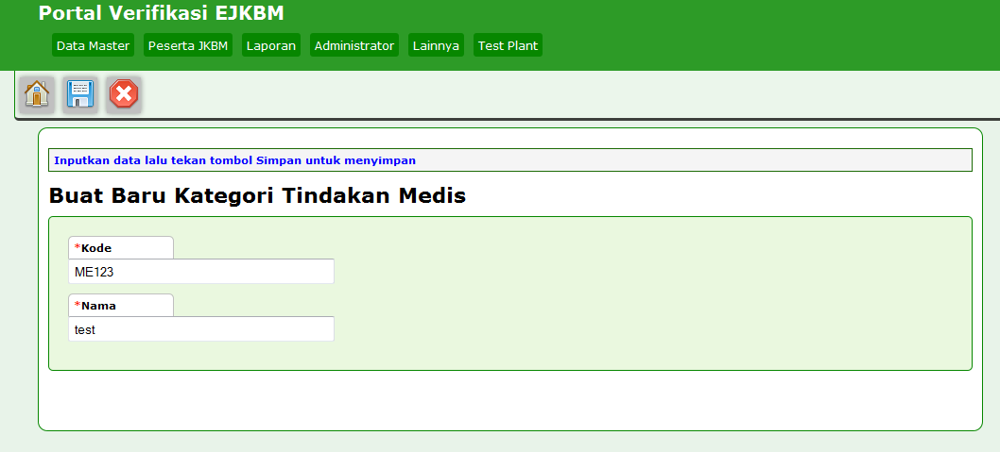 Portal Verifikasi EJKBM
Data Master Peserta JKBM Laporan Administrator Lainnya Test Plant
Inputkan data lalu tekan tombol Simpan untuk menyimpan
Buat Baru Kategori Tindakan Medis
*Kode
ME123
*Nama
test